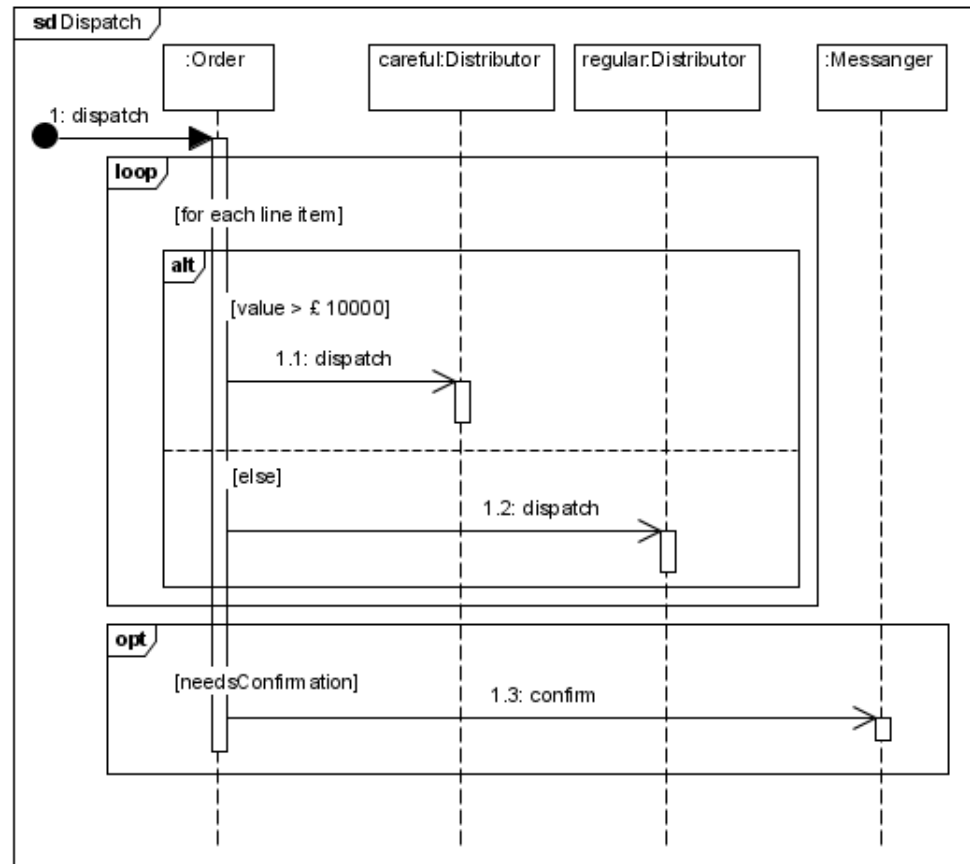 sd Dispatch
:Order
careful:Distributor
regular:Distributor
:Messanger
1: dispatch
loop
[for each line item]
alt
[value > £ 10000]
1.1: dispatch
[else]
1.2: dispatch
opt
[needsConfirmation]
1.3: confirm